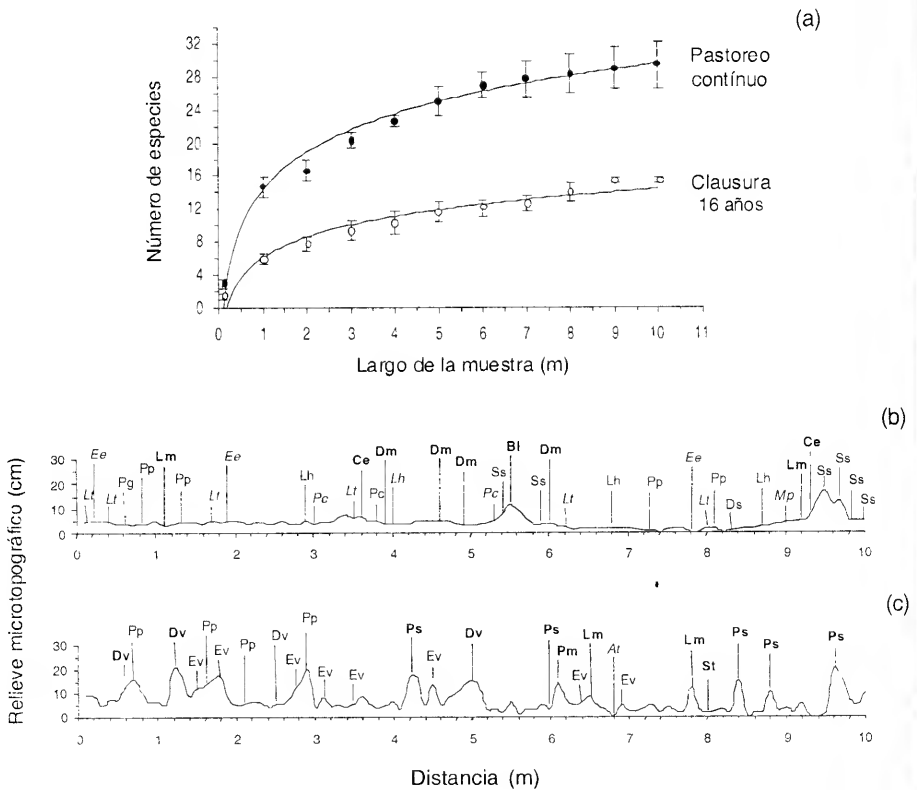 (a)
Número de especies
32
28
24
20
16
12
8
4
0
Pastoreo
contínuo
Clausura
16 años
0 1 2 3 4 5 6 7 8 9 10 11
Largo de la muestra (m)
(b)
Relieve microtopográfico (cm)
30
20
10
0
Lt Ee Lt Pg Pp Lm Pp Lt Ee Lh Pc Lt Ce Pc Dm Lh Dm Dm Pc Ss Bl Ss Dm Lt Lh Pp Ee Lt Pp Ds Lh Mp Lm Ce Ss Ss Ss Ss
0 1 2 3 4 5 6 7 8 9 10
(c)
30
20
10
0
Dv Pp Dv Ev Pp Ev Pp Dv Ev Pp Ev Ev Ps Ev Dv Ps Pm Ev Lm At Ev Lm St Ps Ps Ps
0 1 2 3 4 5 6 7 8 9 10
Distancia (m)